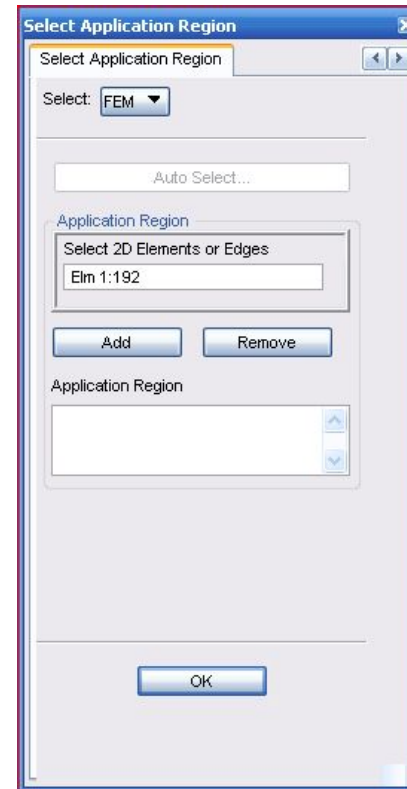 Select Application Region
Select Application Region
Select: FEM
Auto Select...
Application Region
Select 2D Elements or Edges
Elm 1:192
Add Remove
Application Region
OK